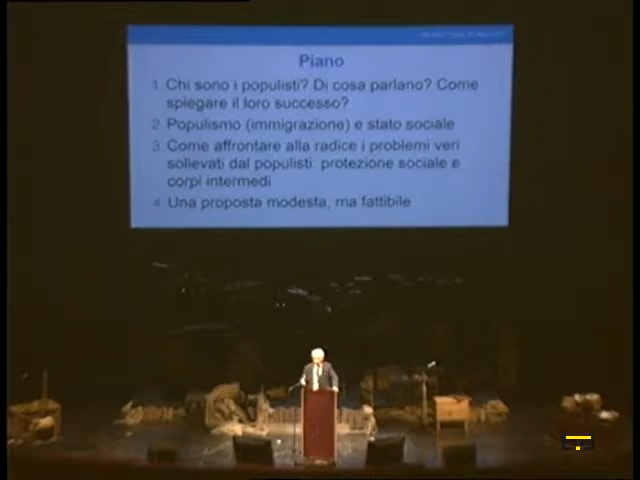 Piano
1. Chi sono i populisti? Di cosa parlano? Come
spiegare il loro successo?
2. Populismo (immigrazione) e stato sociale
3. Come affrontare alla radice i problemi veri
sollevati dai populisti: protezione sociale e
corpi intermedi
4. Una proposta modesta, ma fattibile